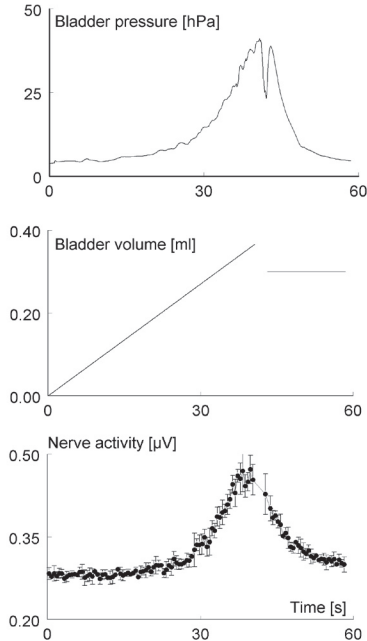 50
Bladder pressure [hPa]
25
0
0 30 60
0.40
Bladder volume [ml]
0.20
0.00
0 30 60
Nerve activity [µV]
0.50
0.35
Time [s]
0.20
0 30 60